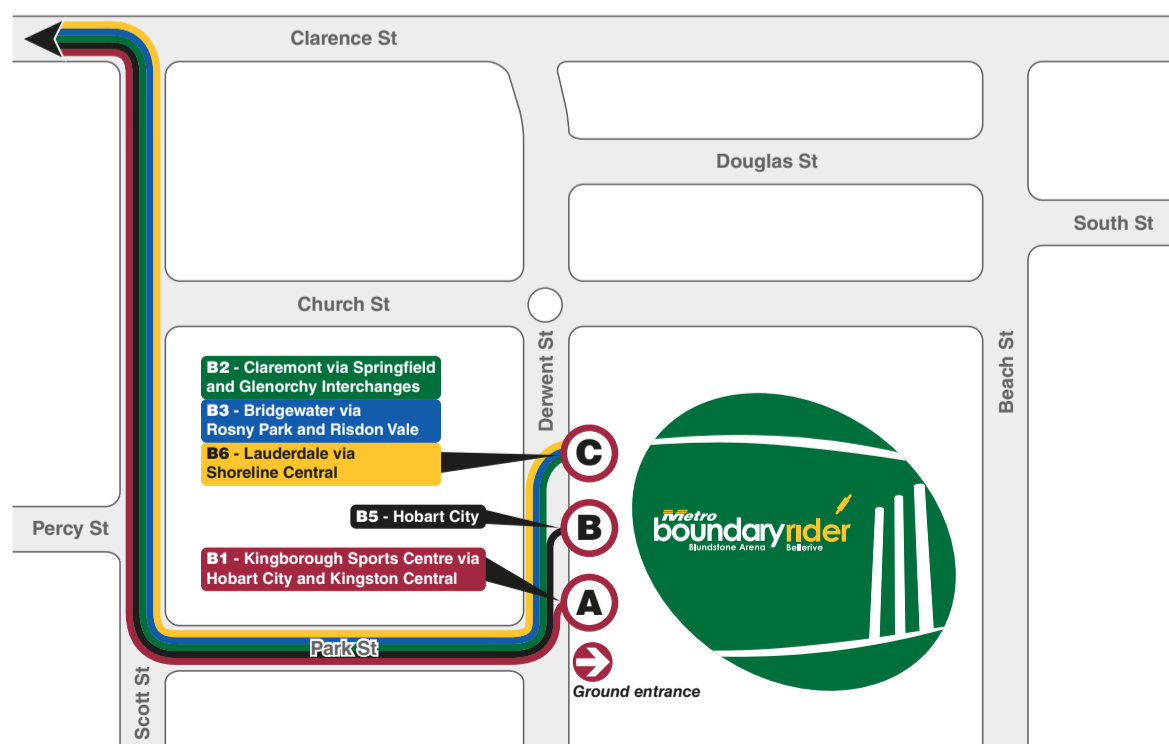 Clarence St
Douglas St
South St
Church St
Derwent St
Beach St
B2 - Claremont via Springfield
and Glenorchy Interchanges
B3 - Bridgewater via
Rosny Park and Risdon Vale
B6 - Lauderdale via
Shoreline Central
C
B5 - Hobart City
B
Percy St
B1 - Kingborough Sports Centre via
Hobart City and Kingston Central
A
Metro
boundaryrider
Blundstone Arena Bellerive
Park St
Scott St
Ground entrance